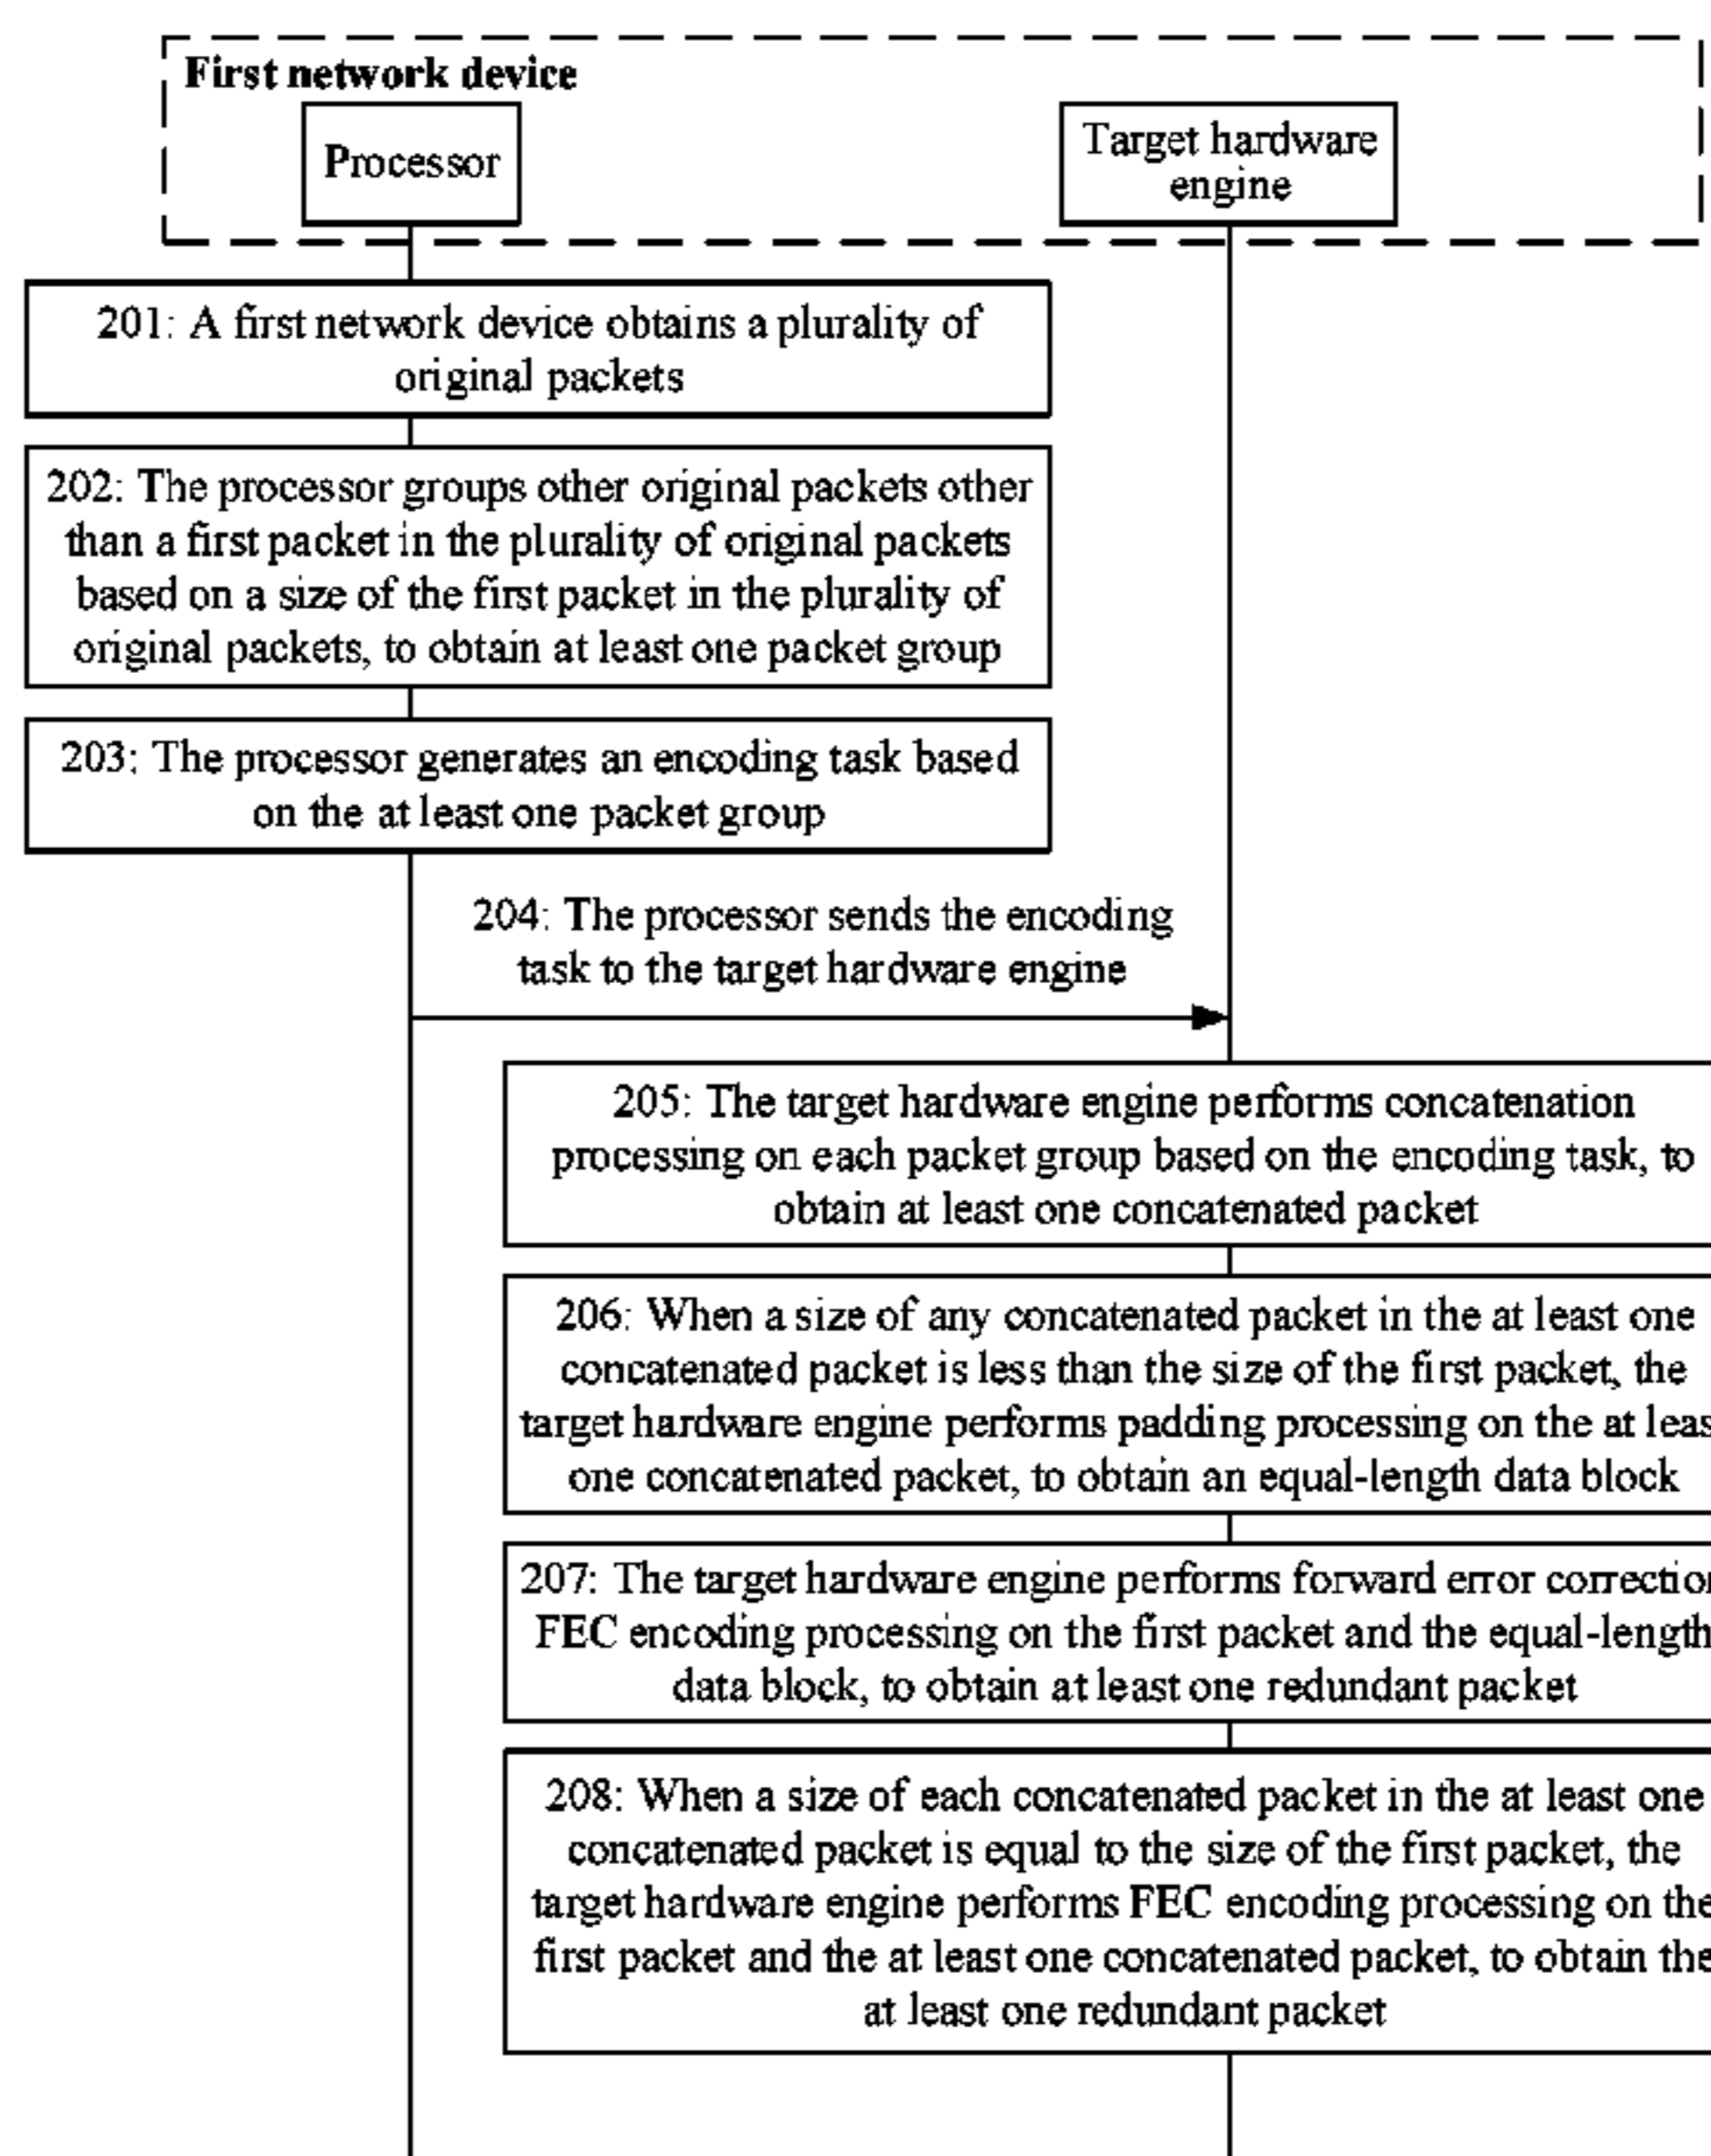 First network device
Processor
Target hardware
engine
201: A first network device obtains a plurality of
original packets
202: The processor groups other original packets other
than a first packet in the plurality of original packets
based on a size of the first packet in the plurality of
original packets, to obtain at least one packet group
203: The processor generates an encoding task based
on the at least one packet group
204: The processor sends the encoding
task to the target hardware engine
205: The target hardware engine performs concatenation
processing on each packet group based on the encoding task, to
obtain at least one concatenated packet
206: When a size of any concatenated packet in the at least one
concatenated packet is less than the size of the first packet, the
target hardware engine performs padding processing on the at leas
one concatenated packet, to obtain an equal-length data block
207: The target hardware engine performs forward error correction
FEC encoding processing on the first packet and the equal-length
data block, to obtain at least one redundant packet
208: When a size of each concatenated packet in the at least one
concatenated packet is equal to the size of the first packet, the
target hardware engine performs FEC encoding processing on the
first packet and the at least one concatenated packet, to obtain the
at least one redundant packet